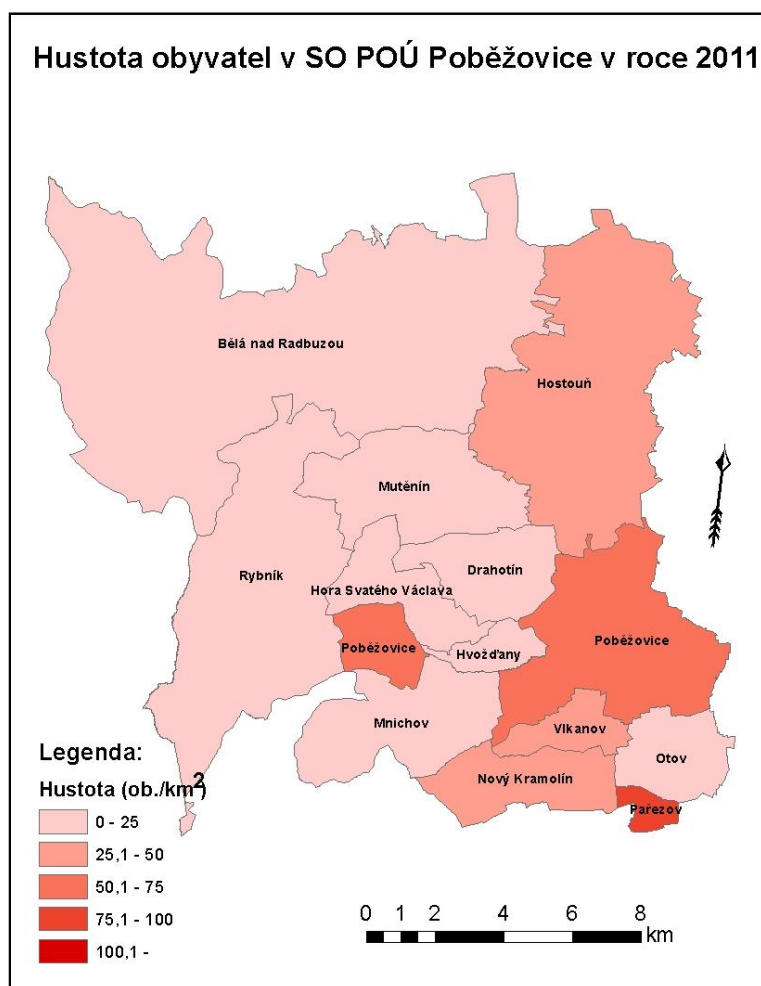 Hustota obyvatel v SO POÚ Poběžovice v roce 2011
Bělá nad Radbuzou
Hostouň
Mutěnín
Drahotín
Rybník
Hora Svatého Václava
Poběžovice
Hvožďany
Poběžovice
Mnichov
Vlkanov
Otov
Nový Kramolín
Pařezov
Legenda:
Hustota (ob./km²)
0 - 25
25,1 - 50
50,1 - 75
75,1 - 100
100,1 -
0 1 2 4 6 8
km